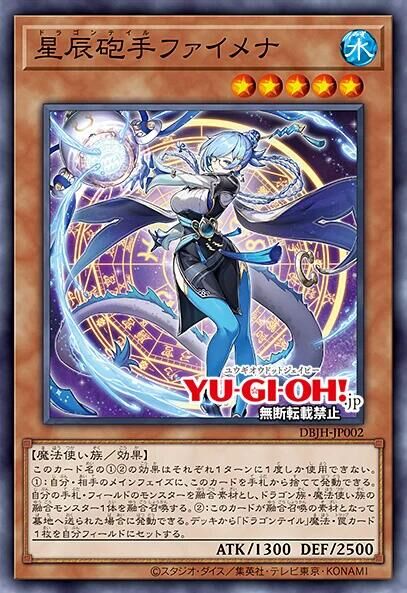 ドラゴンテイル
星辰砲手ファイメナ
水
ユウギオウドットジェイピー
YU-GI-OH!.jp
無断転載禁止
DBJH-JP002
【魔法使い族／効果】
このカード名の①②の効果はそれぞれ１ターンに１度しか使用できない。
①：自分・相手のメインフェイズに、このカードを手札から捨てて発動できる。
自分の手札・フィールドのモンスターを融合素材とし、ドラゴン族・魔法使い族の
融合モンスター１体を融合召喚する。②：このカードが融合召喚の素材となって
墓地へ送られた場合に発動できる。デッキから「ドラゴンテイル」魔法・罠カード
１枚を自分フィールドにセットする。
ATK/1300 DEF/2500
©スタジオ・ダイス／集英社・テレビ東京・KONAMI